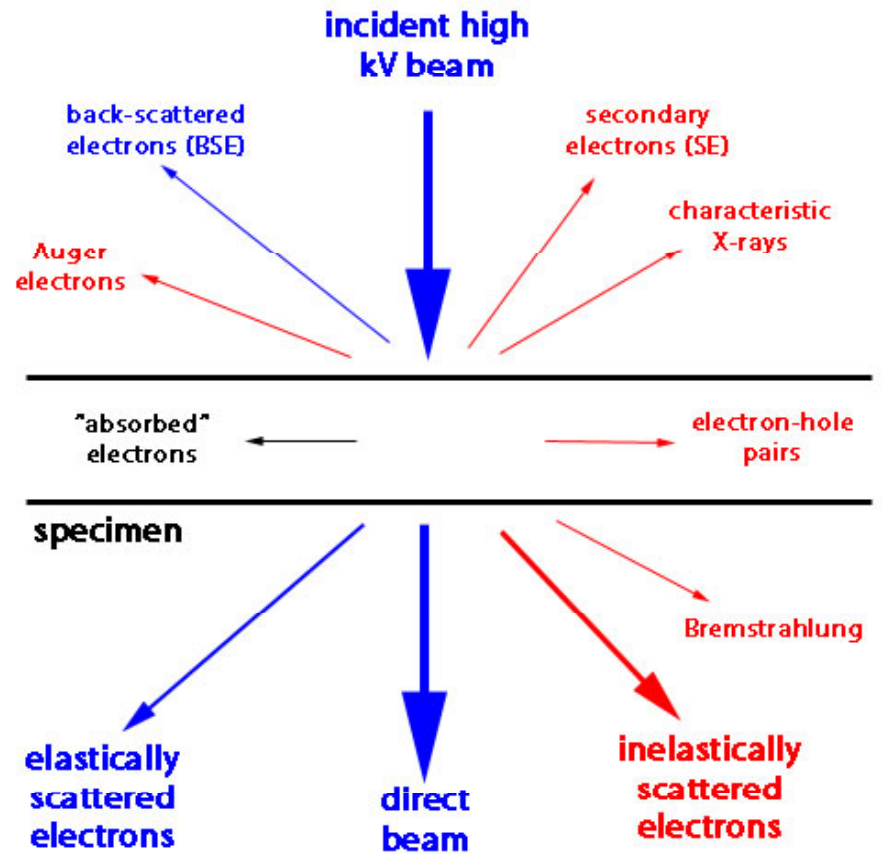 incident high
kV beam
back-scattered
electrons (BSE)
secondary
electrons (SE)
characteristic
X-rays
Auger
electrons
"absorbed"
electrons
electron-hole
pairs
specimen
Bremstrahlung
elastically
scattered
electrons
direct
beam
inelastically
scattered
electrons